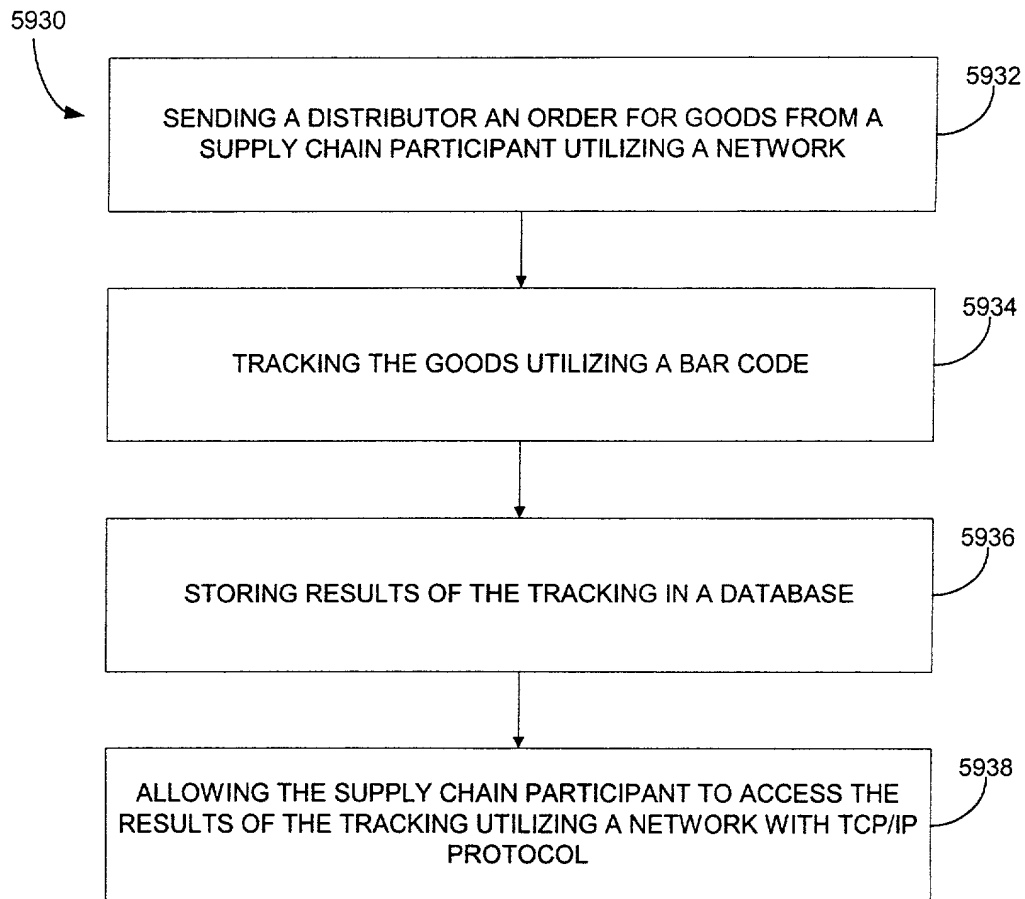 5930
5932
SENDING A DISTRIBUTOR AN ORDER FOR GOODS FROM A
SUPPLY CHAIN PARTICIPANT UTILIZING A NETWORK
5934
TRACKING THE GOODS UTILIZING A BAR CODE
5936
STORING RESULTS OF THE TRACKING IN A DATABASE
5938
ALLOWING THE SUPPLY CHAIN PARTICIPANT TO ACCESS THE
RESULTS OF THE TRACKING UTILIZING A NETWORK WITH TCP/IP
PROTOCOL